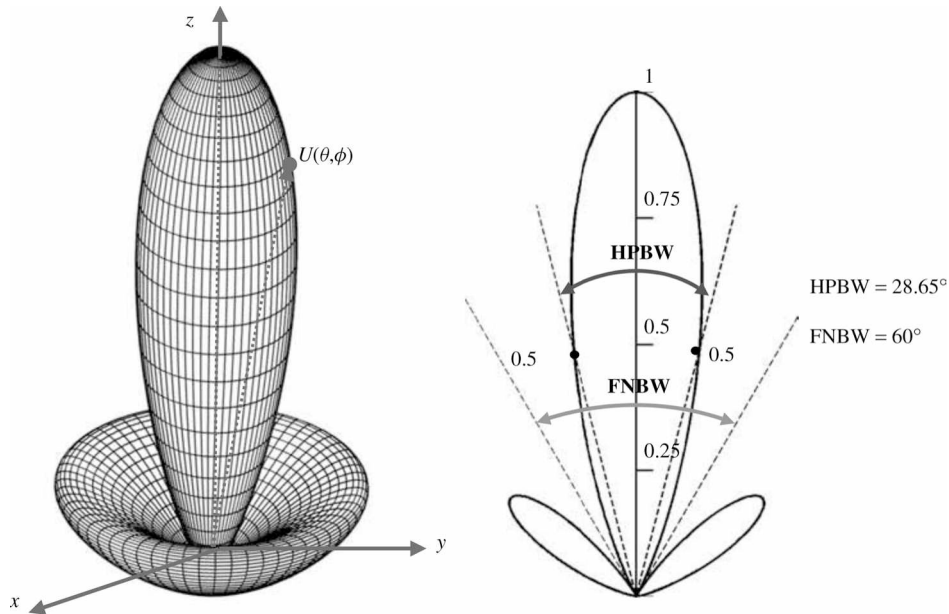 z
U(θ,ϕ)
y
x
1
0.75
HPBW
HPBW = 28.65°
0.5
FNBW = 60°
0.5
0.5
FNBW
0.25